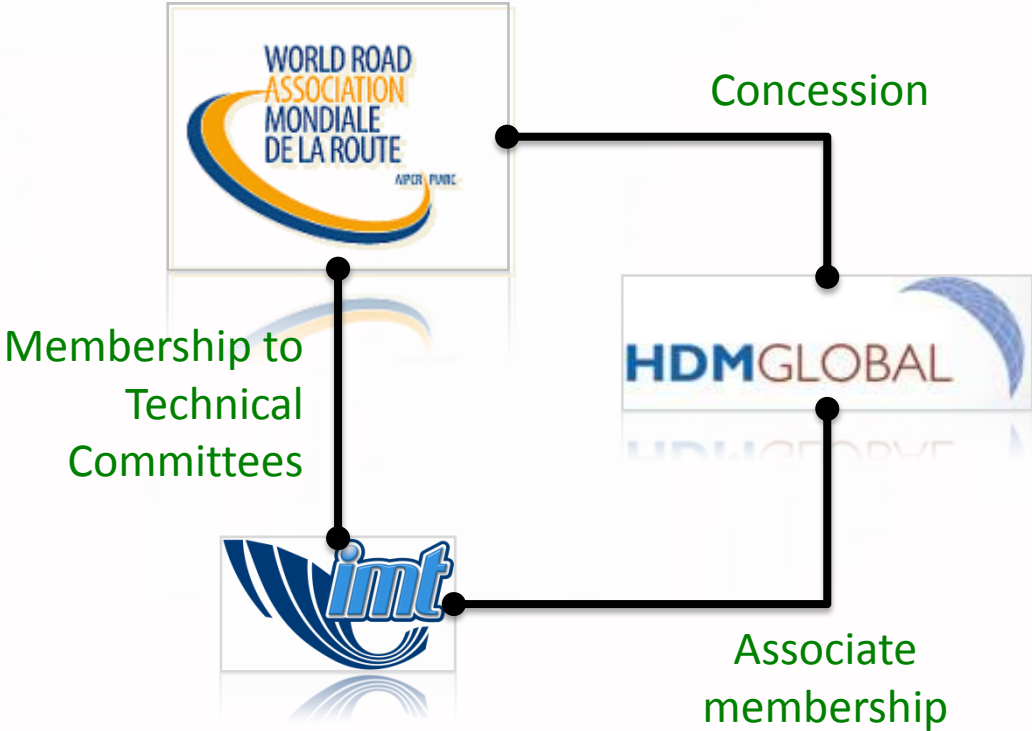 WORLD ROAD
ASSOCIATION
MONDIALE
DE LA ROUTE
AIPCR PIARC
Concession
HDMGLOBAL
Membership to
Technical
Committees
imt
Associate
membership